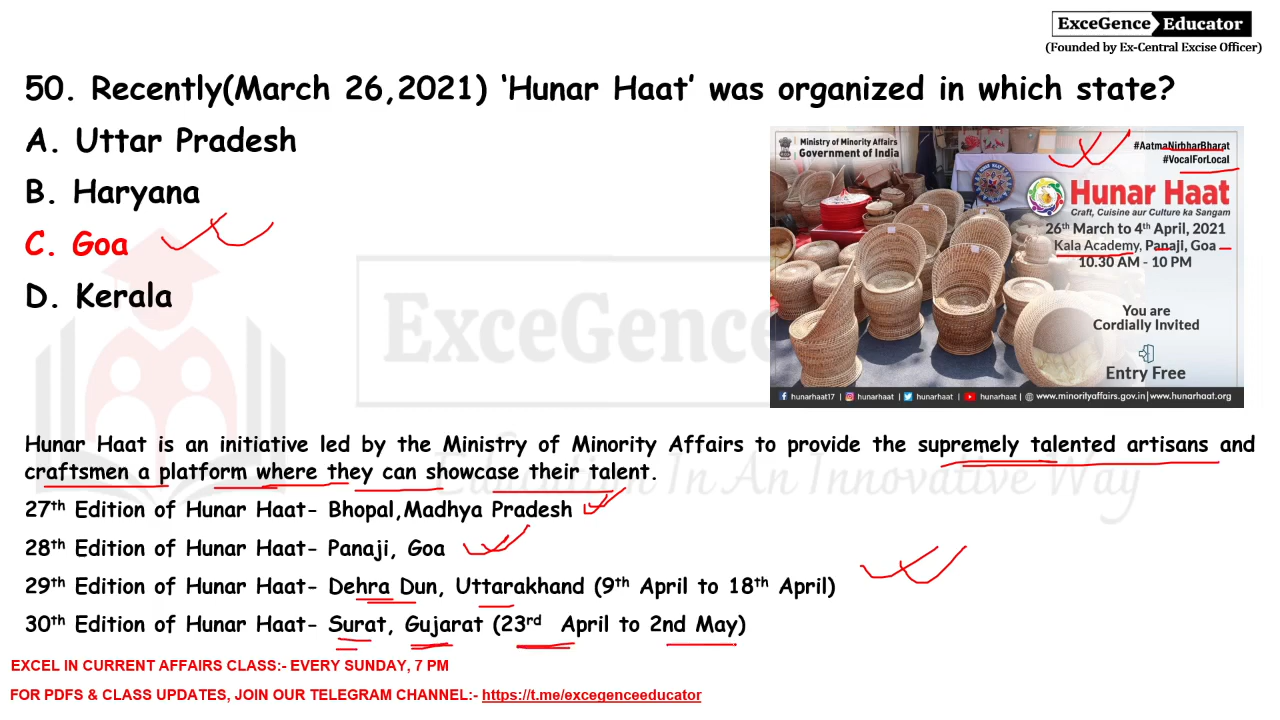 ExceGence Educator
(Founded by Ex-Central Excise Officer)
50. Recently(March 26,2021) ‘Hunar Haat’ was organized in which state?
A. Uttar Pradesh
B. Haryana
C. Goa
D. Kerala
Ministry of Minority Affairs
Government of India
#AatmaNirbharBharat
#VocalForLocal
Hunar Haat
Craft, Cuisine aur Culture ka Sangam
26th March to 4th April, 2021
Kala Academy, Panaji, Goa
10.30 AM - 10 PM
You are
Cordially Invited
Entry Free
hunarhaat17 | hunarhaat | hunarhaat | hunarhaat | www.minorityaffairs.gov.in | www.hunarhaat.org
ExceGence
Education In An Innovative Way
Hunar Haat is an initiative led by the Ministry of Minority Affairs to provide the supremely talented artisans and
craftsmen a platform where they can showcase their talent.
27th Edition of Hunar Haat- Bhopal,Madhya Pradesh
28th Edition of Hunar Haat- Panaji, Goa
29th Edition of Hunar Haat- Dehra Dun, Uttarakhand (9th April to 18th April)
30th Edition of Hunar Haat- Surat, Gujarat (23rd April to 2nd May)
EXCEL IN CURRENT AFFAIRS CLASS:- EVERY SUNDAY, 7 PM
FOR PDFS & CLASS UPDATES, JOIN OUR TELEGRAM CHANNEL:- https://t.me/excegenceeducator